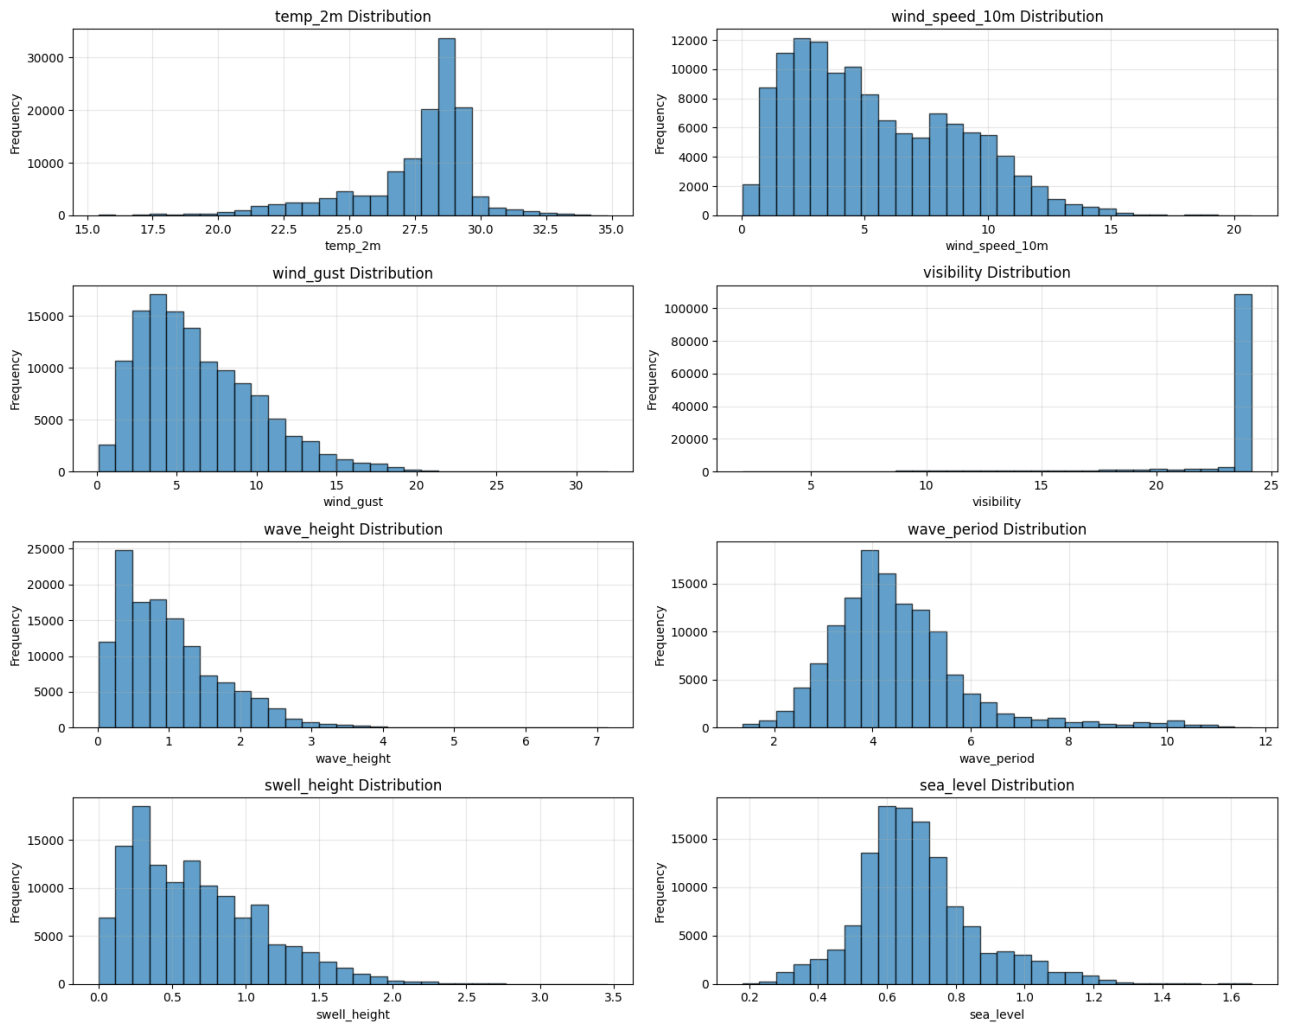 temp_2m Distribution
Frequency
30000
20000
10000
0
15.0 17.5 20.0 22.5 25.0 27.5 30.0 32.5 35.0
temp_2m
wind_speed_10m Distribution
Frequency
12000
10000
8000
6000
4000
2000
0
0 5 10 15 20
wind_speed_10m
wind_gust Distribution
Frequency
15000
10000
5000
0
0 5 10 15 20 25 30
wind_gust
visibility Distribution
Frequency
100000
80000
60000
40000
20000
0
5 10 15 20 25
visibility
wave_height Distribution
Frequency
25000
20000
15000
10000
5000
0
0 1 2 3 4 5 6 7
wave_height
wave_period Distribution
Frequency
15000
10000
5000
0
2 4 6 8 10 12
wave_period
swell_height Distribution
Frequency
15000
10000
5000
0
0.0 0.5 1.0 1.5 2.0 2.5 3.0 3.5
swell_height
sea_level Distribution
Frequency
15000
10000
5000
0
0.2 0.4 0.6 0.8 1.0 1.2 1.4 1.6
sea_level